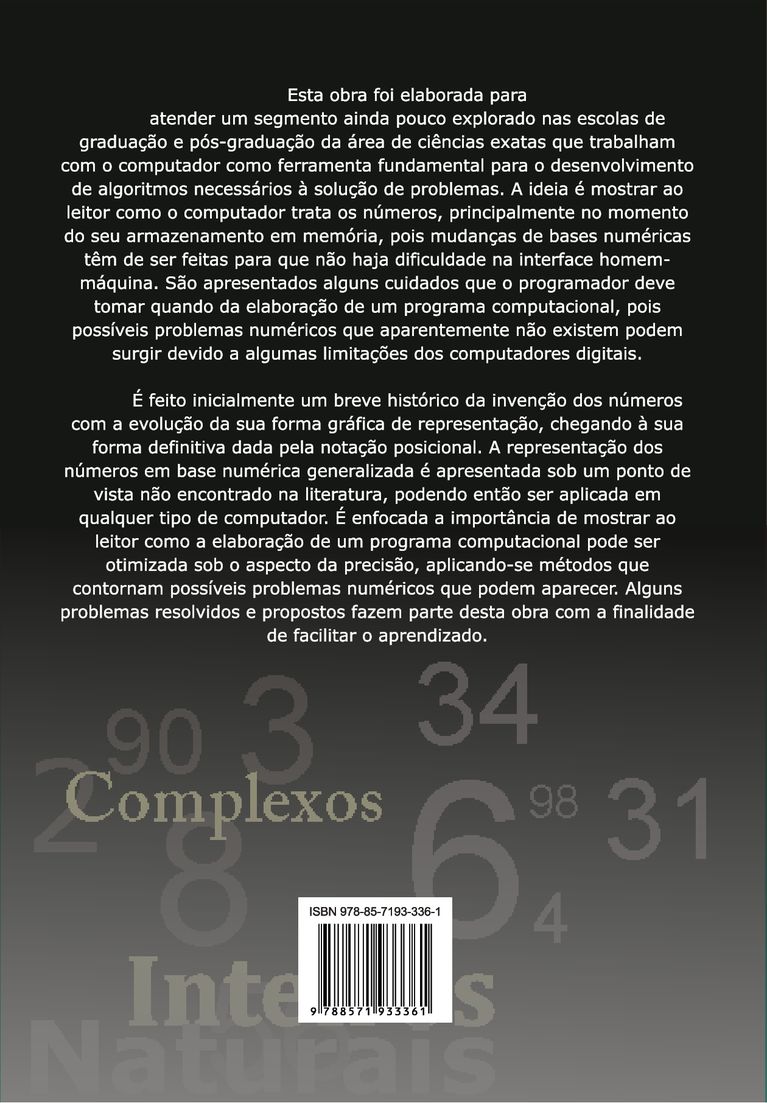 Esta obra foi elaborada para
atender um segmento ainda pouco explorado nas escolas de
graduação e pós-graduação da área de ciências exatas que trabalham
com o computador como ferramenta fundamental para o desenvolvimento
de algoritmos necessários à solução de problemas. A ideia é mostrar ao
leitor como o computador trata os números, principalmente no momento
do seu armazenamento em memória, pois mudanças de bases numéricas
têm de ser feitas para que não haja dificuldade na interface homem-
máquina. São apresentados alguns cuidados que o programador deve
tomar quando da elaboração de um programa computacional, pois
possíveis problemas numéricos que aparentemente não existem podem
surgir devido a algumas limitações dos computadores digitais.
É feito inicialmente um breve histórico da invenção dos números
com a evolução da sua forma gráfica de representação, chegando à sua
forma definitiva dada pela notação posicional. A representação dos
números em base numérica generalizada é apresentada sob um ponto de
vista não encontrado na literatura, podendo então ser aplicada em
qualquer tipo de computador. É enfocada a importância de mostrar ao
leitor como a elaboração de um programa computacional pode ser
otimizada sob o aspecto da precisão, aplicando-se métodos que
contornam possíveis problemas numéricos que podem aparecer. Alguns
problemas resolvidos e propostos fazem parte desta obra com a finalidade
de facilitar o aprendizado.
34
3
90
2
Complexos
98
31
6
8
4
ISBN 978-85-7193-336-1
9 788571 933361
Naturais